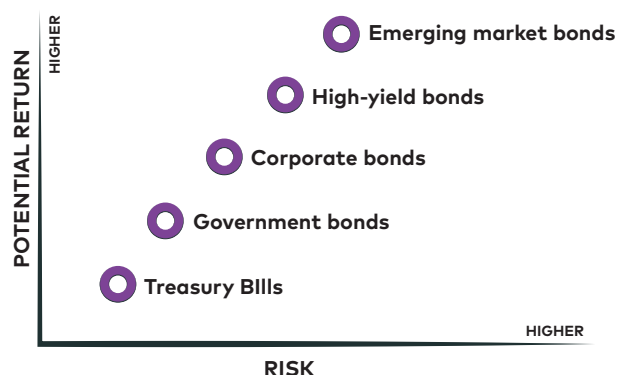 HIGHER
POTENTIAL RETURN
Emerging market bonds
High-yield bonds
Corporate bonds
Government bonds
Treasury BIlls
HIGHER
RISK